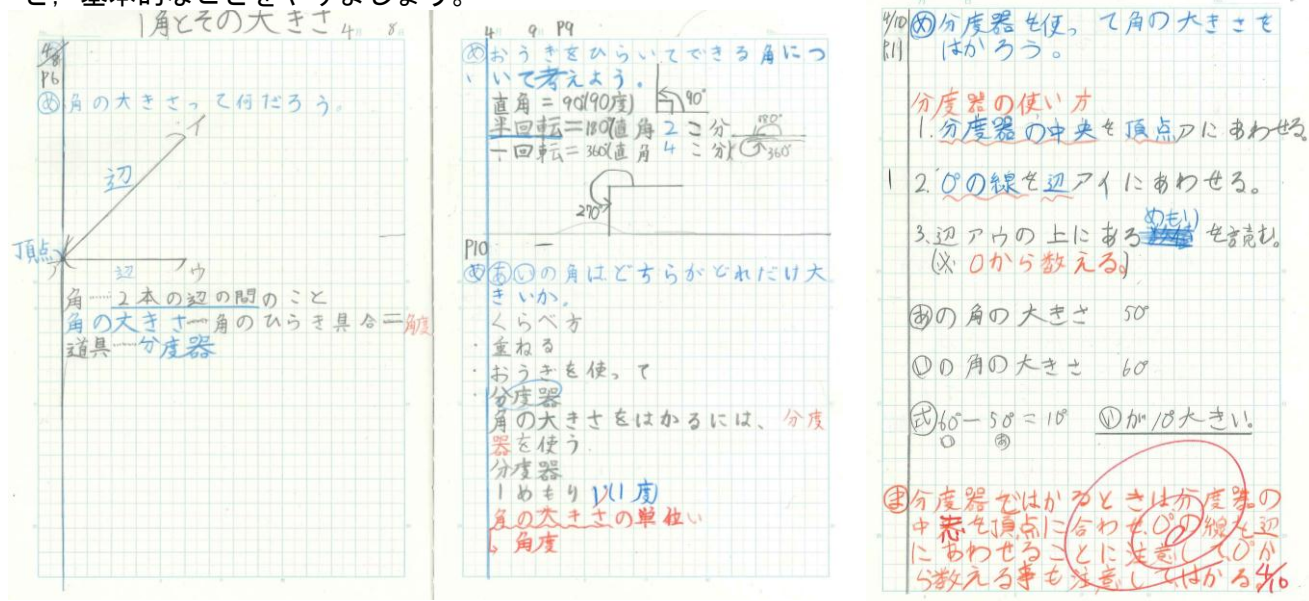 と，基本的なことをやりましょう。
1角とその大きさ 4 8
4/8
P6
め 角の大きさって何だろう。
イ
辺
頂点
ア 辺 ウ
角……2本の辺の間のこと
角の大きさ…角のひらき具合＝角度
道具…分度器
4 9 P9
め おうぎをひらいてできる角につ
いて考えよう。
直角＝90°(90度) 90°
半回転＝180°(直角2こ分) 180°
一回転＝360°(直角4こ分) 360°
270°
P10
め あいの角はどちらがどれだけ大
きいか。
くらべ方
・重ねる
・おうぎを使って
・分度器
角の大きさをはかるには、分度
器を使う
分度器
1めもり 1°(1度)
角の大きさの単位い
角度
4/10 め 分度器を使って角の大きさを
P.11 はかろう。
分度器の使い方
1.分度器の中央を頂点アにあわせる。
2.0°の線を辺アイにあわせる。
めもり
3.辺アウの上にある を読む。
(※ 0から数える。)
あの角の大きさ 50°
いの角の大きさ 60°
式 60°－50°＝10° いが10°大きい。
い あ
ま 分度器ではかるときは分度器の
中心を頂点に合わせ、0°の線を辺
にあわせることに注意して、0°か
ら数える事も注意してはかる。4/10